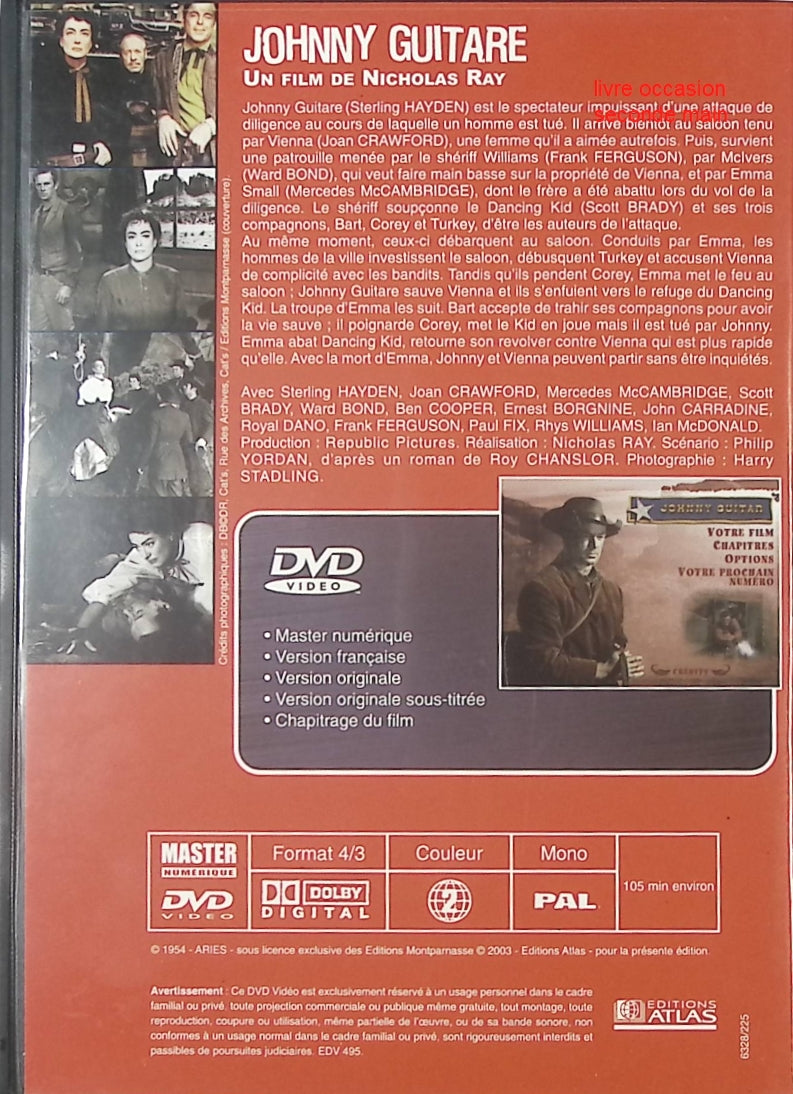 JOHNNY GUITARE
UN FILM DE NICHOLAS RAY
livre occasion
seconde main
Johnny Guitare (Sterling HAYDEN) est le spectateur impuissant d'une attaque de
diligence au cours de laquelle un homme est tué. Il arrive bientôt au saloon tenu
par Vienna (Joan CRAWFORD), une femme qu'il a aimée autrefois. Puis, survient
une patrouille menée par le shériff Williams (Frank FERGUSON), par McIvers
(Ward BOND), qui veut faire main basse sur la propriété de Vienna, et par Emma
Small (Mercedes McCAMBRIDGE), dont le frère a été abattu lors du vol de la
diligence. Le shériff soupçonne le Dancing Kid (Scott BRADY) et ses trois
compagnons, Bart, Corey et Turkey, d'être les auteurs de l'attaque.
Au même moment, ceux-ci débarquent au saloon. Conduits par Emma, les
hommes de la ville investissent le saloon, débusquent Turkey et accusent Vienna
de complicité avec les bandits. Tandis qu'ils pendent Corey, Emma met le feu au
saloon ; Johnny Guitare sauve Vienna et ils s'enfuient vers le refuge du Dancing
Kid. La troupe d'Emma les suit. Bart accepte de trahir ses compagnons pour avoir
la vie sauve ; il poignarde Corey, met le Kid en joue mais il est tué par Johnny.
Emma abat Dancing Kid, retourne son revolver contre Vienna qui est plus rapide
qu'elle. Avec la mort d'Emma, Johnny et Vienna peuvent partir sans être inquiétés.
Avec Sterling HAYDEN, Joan CRAWFORD, Mercedes McCAMBRIDGE, Scott
BRADY, Ward BOND, Ben COOPER, Ernest BORGNINE, John CARRADINE,
Royal DANO, Frank FERGUSON, Paul FIX, Rhys WILLIAMS, Ian McDONALD.
Production : Republic Pictures. Réalisation : Nicholas RAY. Scénario : Philip
YORDAN, d'après un roman de Roy CHANSLOR. Photographie : Harry
STADLING.
Crédits photographiques : DBDDR, Cat's, Rue des Archives, Cat's / Editions Montparnasse (couverture).
JOHNNY GUITAR
VOTRE FILM
CHAPITRES
OPTIONS
VOTRE PROCHAIN
NUMÉRO
CRÉDITS
DVD
VIDEO
• Master numérique
• Version française
• Version originale
• Version originale sous-titrée
• Chapitrage du film
MASTER
NUMÉRIQUE
DVD
VIDEO
Format 4/3
DOLBY
DIGITAL
Couleur
2
Mono
PAL
105 min environ
© 1954 - ARIES - sous licence exclusive des Editions Montparnasse © 2003 - Editions Atlas - pour la présente édition.
Avertissement : Ce DVD Vidéo est exclusivement réservé à un usage personnel dans le cadre
familial ou privé, toute projection commerciale ou publique même gratuite, tout montage, toute
reproduction, coupure ou utilisation, même partielle de l'œuvre, ou de sa bande sonore, non
conformes à un usage normal dans le cadre familial ou privé, sont rigoureusement interdits et
passibles de poursuites judiciaires. EDV 495.
EDITIONS
ATLAS
6328/225